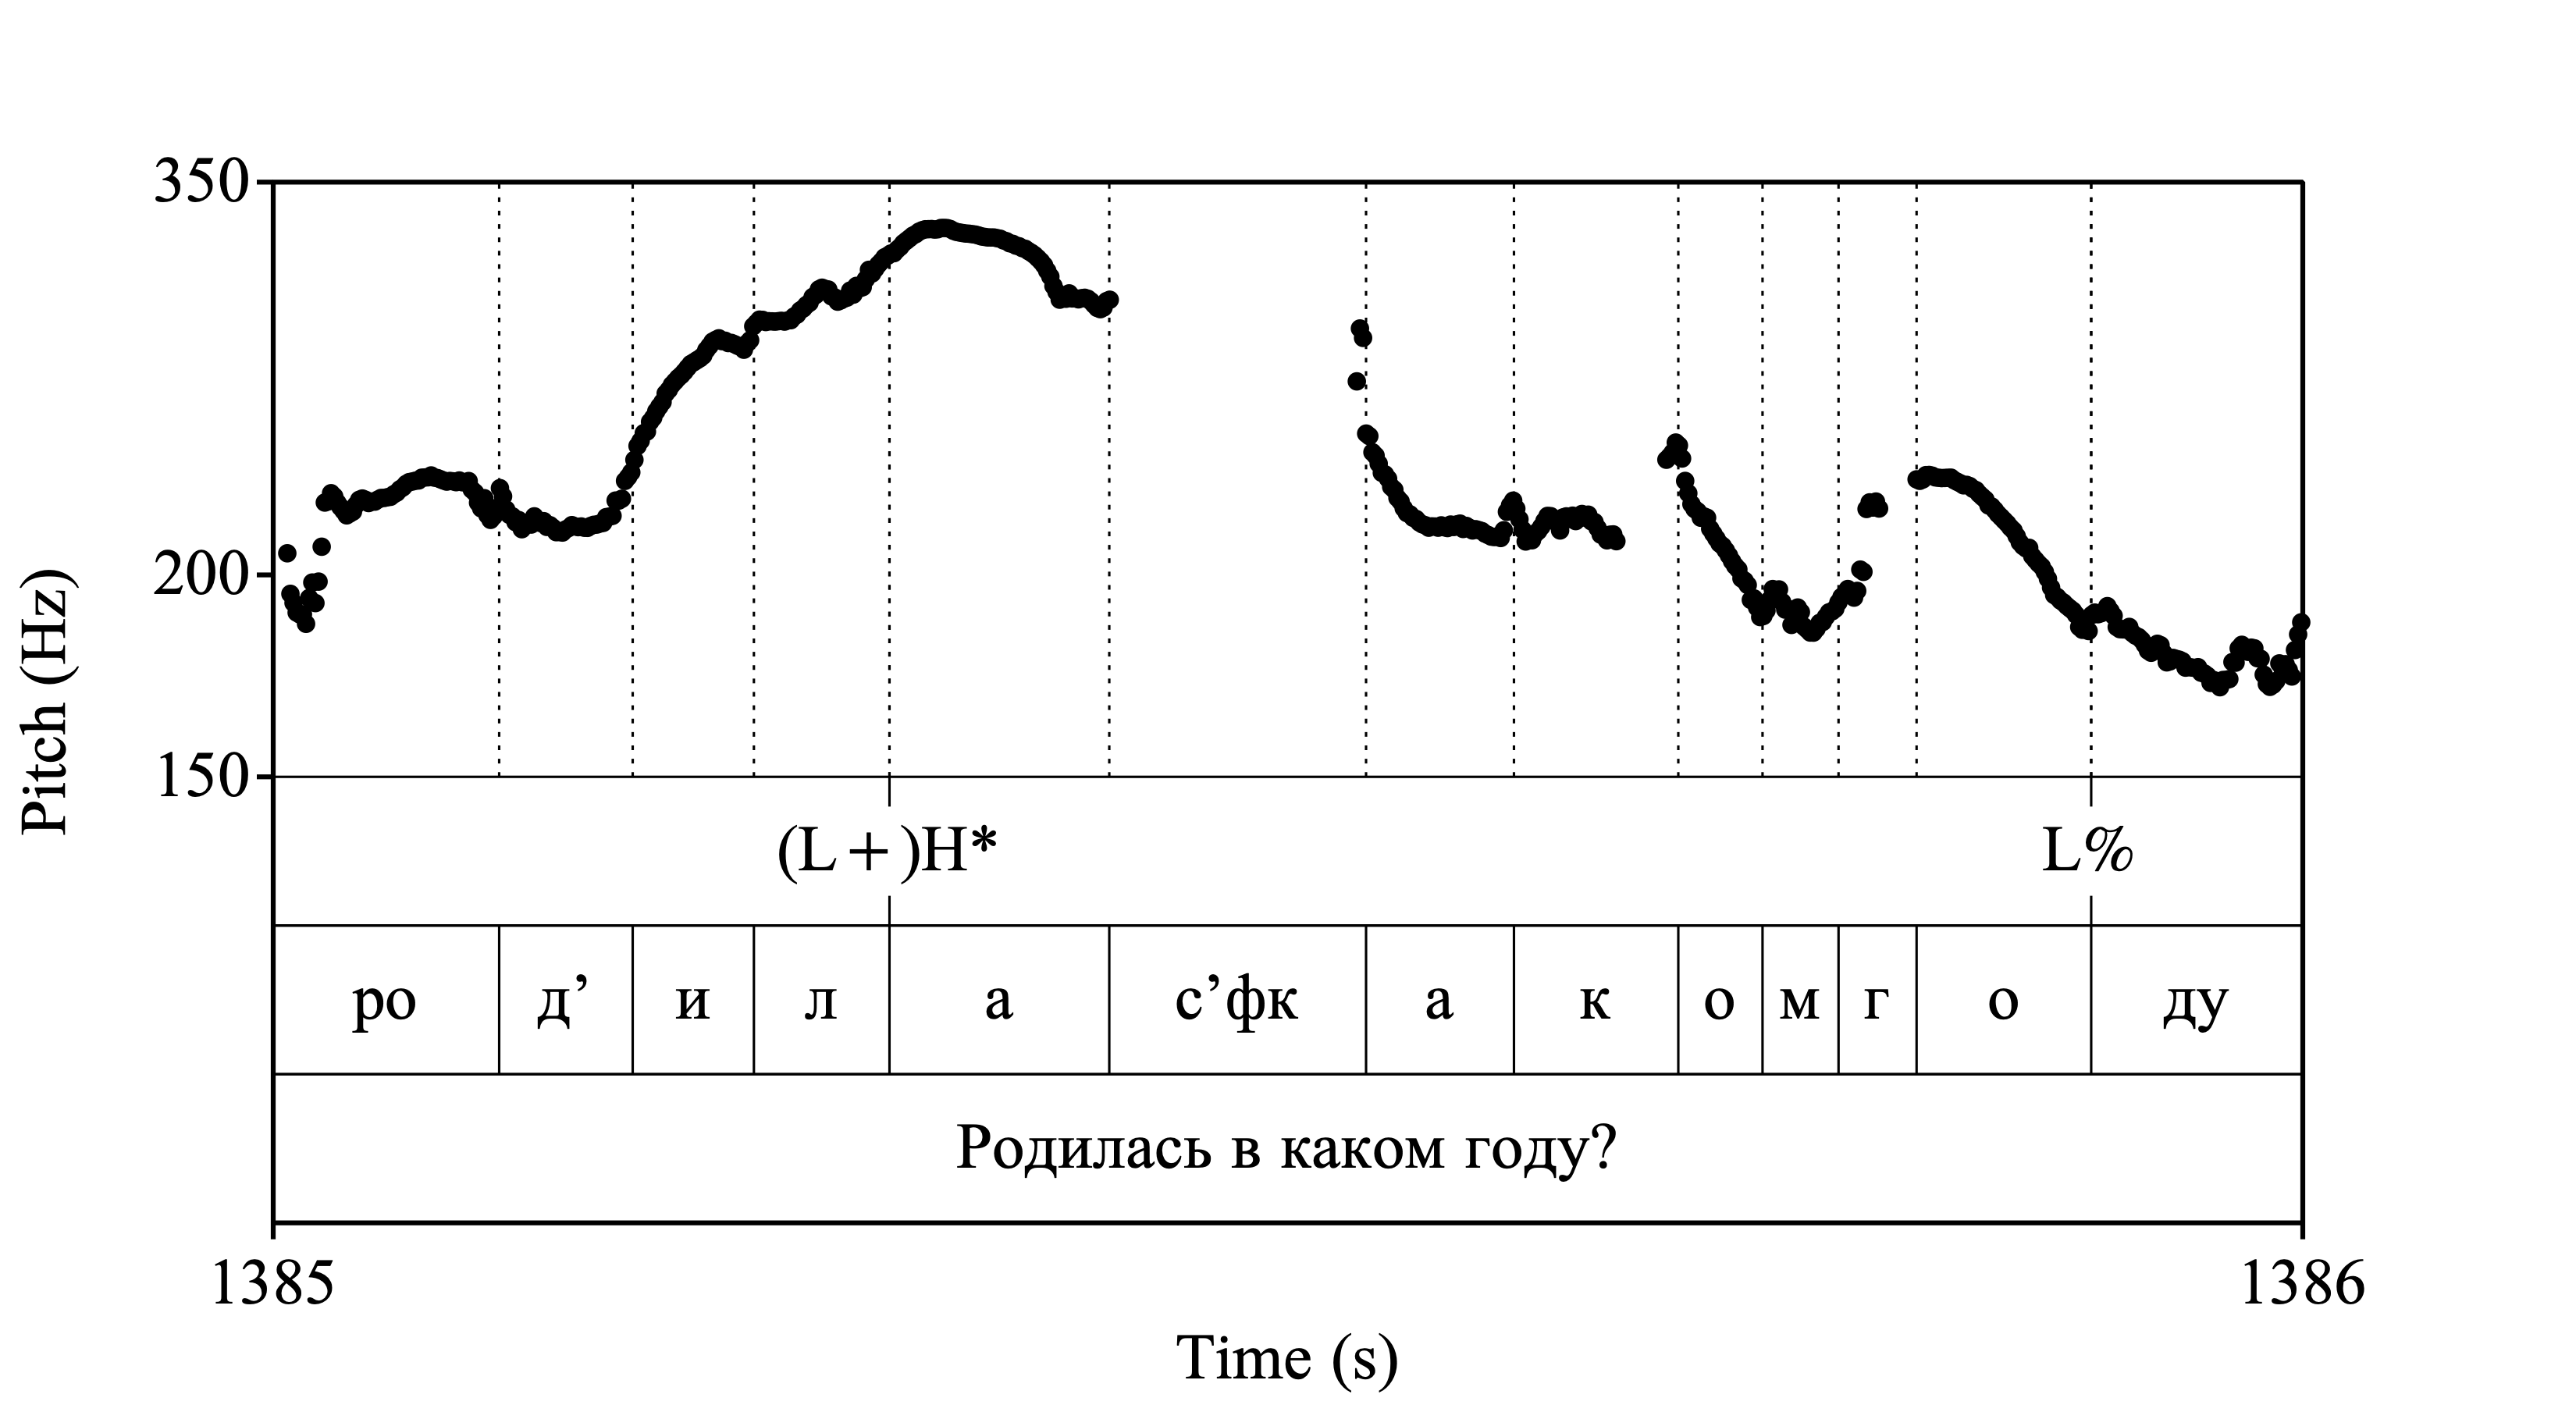 350
200
150
Pitch (Hz)
(L+)H* L%
ро д’ и л а с’фк а к о м г о ду
Родилась в каком году?
1385 1386
Time (s)